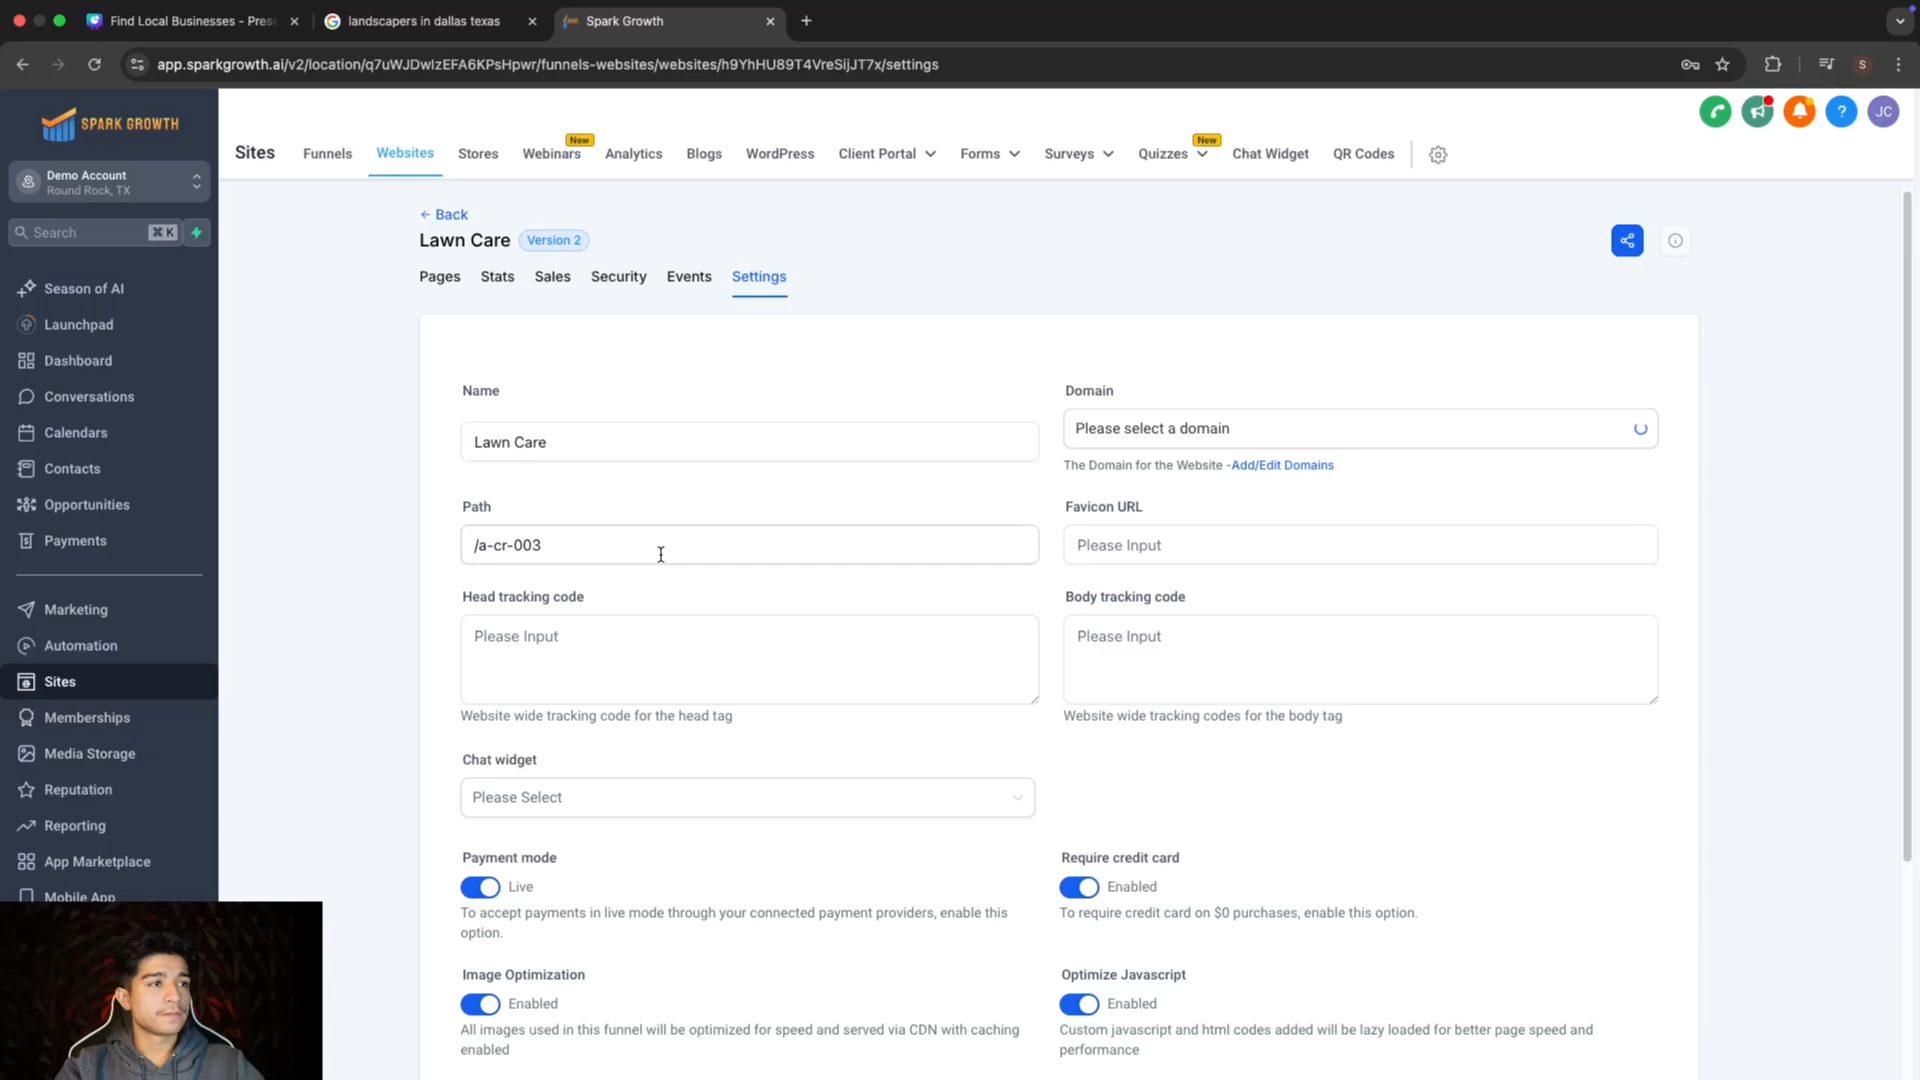 Find Local Businesses - Pres
landscapers in dallas texas
Spark Growth
app.sparkgrowth.ai/v2/location/q7uWJDwlzEFA6KPsHpwr/funnels-websites/websites/h9YhHU89T4VreSijJT7x/settings
S
SPARK GROWTH
JC
Sites
Funnels
Websites
Stores
Webinars
New
Analytics
Blogs
WordPress
Client Portal
Forms
Surveys
Quizzes
New
Chat Widget
QR Codes
Demo Account
Round Rock, TX
Search
⌘ K
Season of AI
Launchpad
Dashboard
Conversations
Calendars
Contacts
Opportunities
Payments
Marketing
Automation
Sites
Memberships
Media Storage
Reputation
Reporting
App Marketplace
Mobile App
← Back
Lawn Care
Version 2
Pages
Stats
Sales
Security
Events
Settings
Name
Lawn Care
Domain
Please select a domain
The Domain for the Website -Add/Edit Domains
Path
/a-cr-003
Favicon URL
Please Input
Head tracking code
Please Input
Website wide tracking code for the head tag
Body tracking code
Please Input
Website wide tracking codes for the body tag
Chat widget
Please Select
Payment mode
Live
To accept payments in live mode through your connected payment providers, enable this
option.
Require credit card
Enabled
To require credit card on $0 purchases, enable this option.
Image Optimization
Enabled
All images used in this funnel will be optimized for speed and served via CDN with caching
enabled
Optimize Javascript
Enabled
Custom javascript and html codes added will be lazy loaded for better page speed and
performance